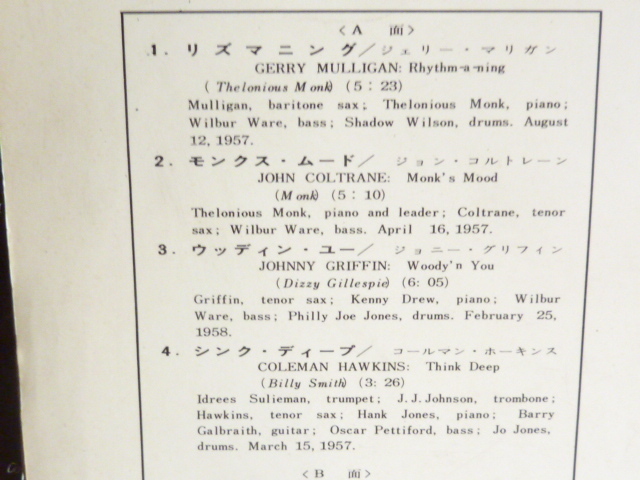 〈A 面〉
1. リズマニング/ジェリー・マリガン
GERRY MULLIGAN: Rhythm-a-ning
(Thelonious Monk) (5：23)
Mulligan, baritone sax; Thelonious Monk, piano;
Wilbur Ware, bass; Shadow Wilson, drums. August
12, 1957.
2. モンクス・ムード/ ジョン・コルトレーン
JOHN COLTRANE: Monk's Mood
(Monk) (5：10)
Thelonious Monk, piano and leader; Coltrane, tenor
sax; Wilbur Ware, bass. April 16, 1957.
3. ウッディン・ユー/ ジョニー・グリフィン
JOHNNY GRIFFIN: Woody'n You
(Dizzy Gillespie) (6：05)
Griffin, tenor sax; Kenny Drew, piano; Wilbur
Ware, bass; Philly Joe Jones, drums. February 25,
1958.
4. シンク・ディープ/ コールマン・ホーキンス
COLEMAN HAWKINS: Think Deep
(Billy Smith) (3：26)
Idrees Sulieman, trumpet; J.J.Johnson, trombone;
Hawkins, tenor sax; Hank Jones, piano; Barry
Galbraith, guitar; Oscar Pettiford, bass; Jo Jones,
drums. March 15, 1957.
〈B 面〉